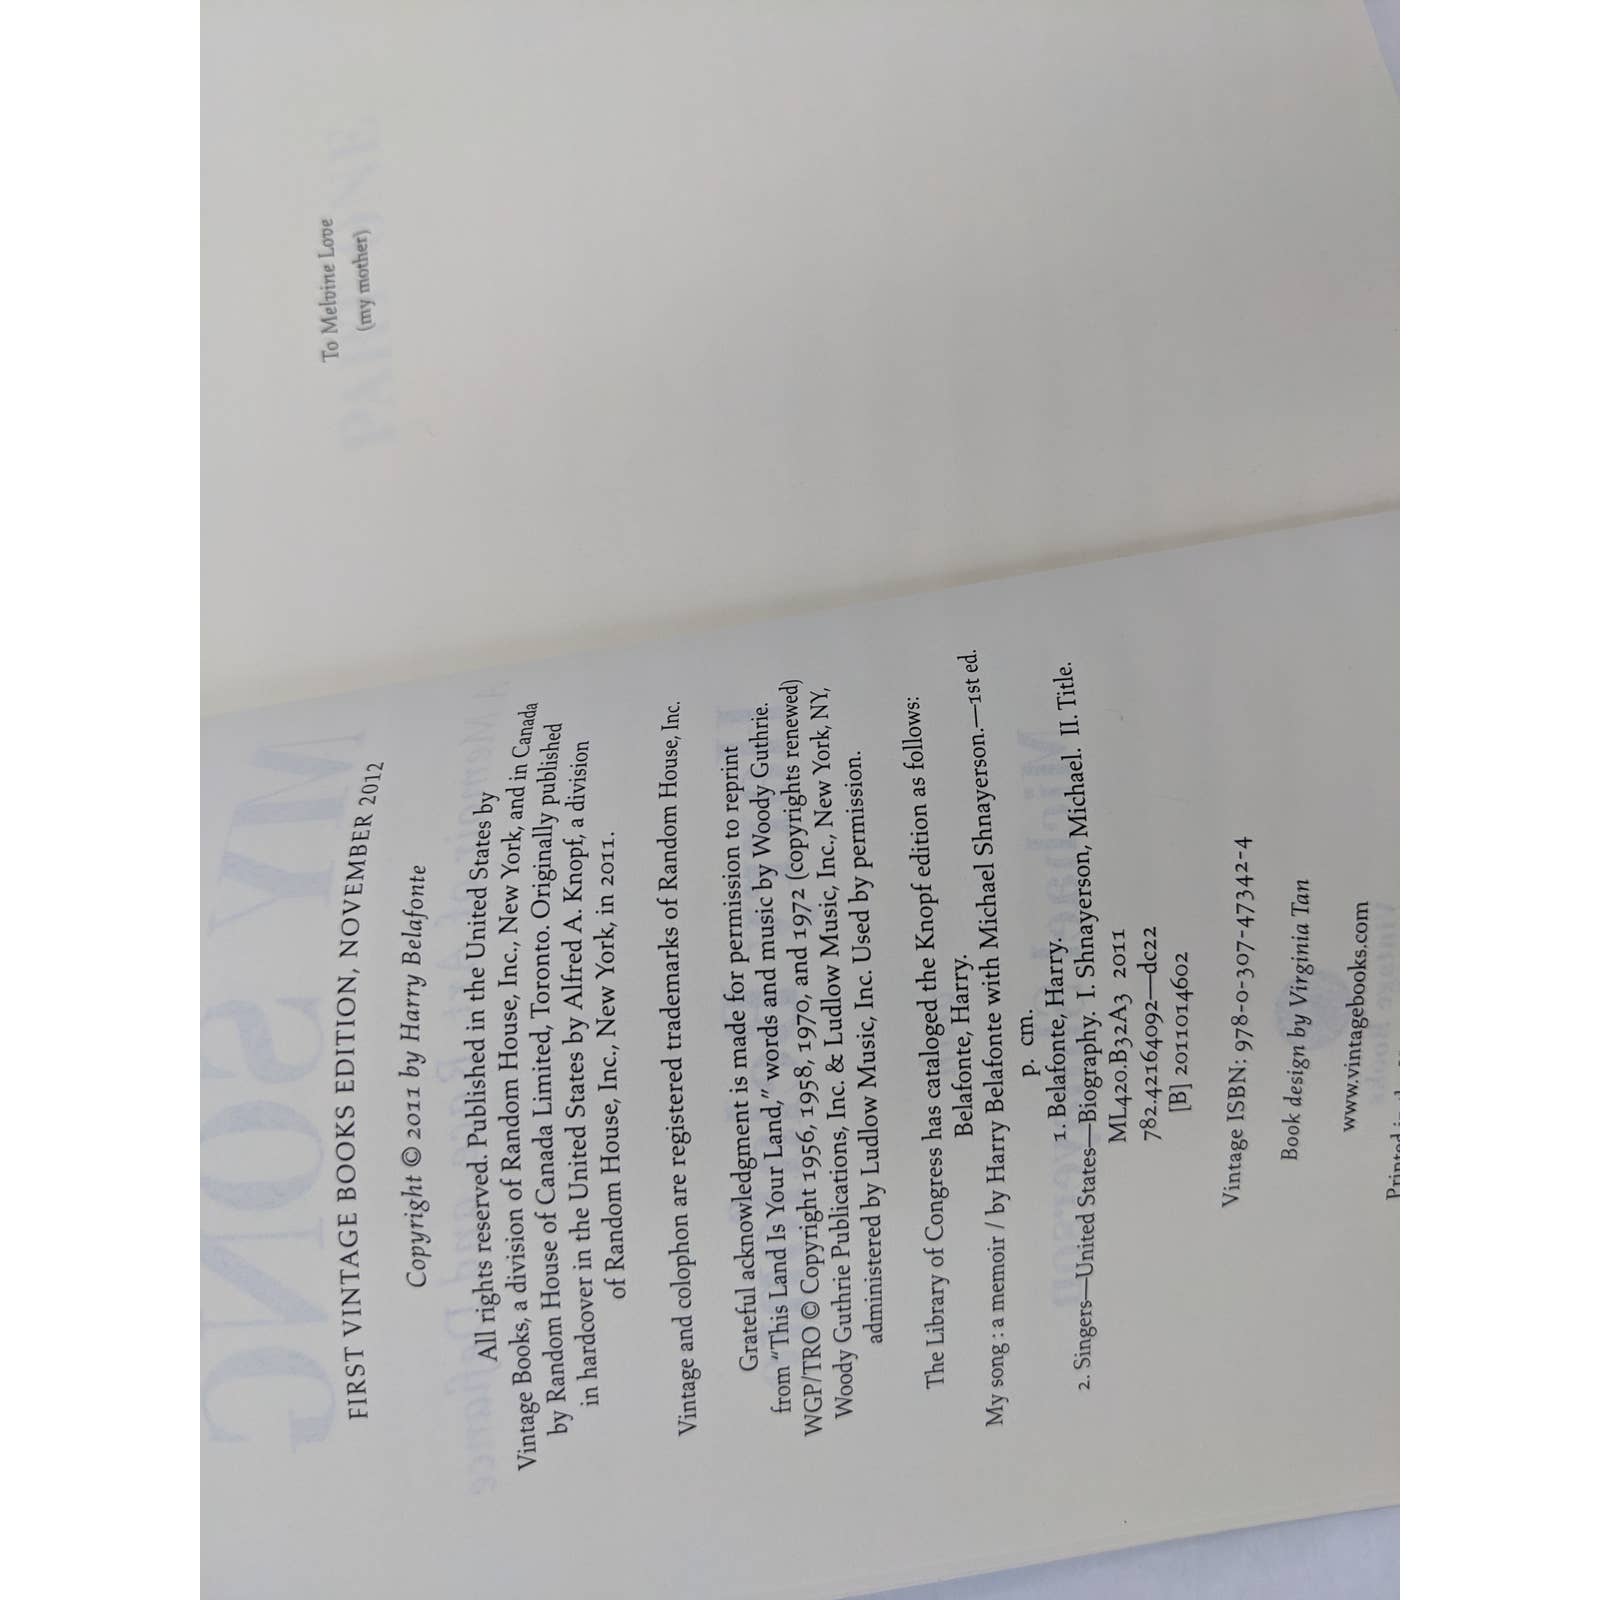 FIRST VINTAGE BOOKS EDITION, NOVEMBER 2012
Copyright © 2011 by Harry Belafonte
All rights reserved. Published in the United States by
Vintage Books, a division of Random House, Inc., New York, and in Canada
by Random House of Canada Limited, Toronto. Originally published
in hardcover in the United States by Alfred A. Knopf, a division
of Random House, Inc., New York, in 2011.
Vintage and colophon are registered trademarks of Random House, Inc.
Grateful acknowledgment is made for permission to reprint
from “This Land Is Your Land,” words and music by Woody Guthrie.
WGP/TRO © Copyright 1956, 1958, 1970, and 1972 (copyrights renewed)
Woody Guthrie Publications, Inc. & Ludlow Music, Inc., New York, NY,
administered by Ludlow Music, Inc. Used by permission.
The Library of Congress has cataloged the Knopf edition as follows:
Belafonte, Harry.
My song : a memoir / by Harry Belafonte with Michael Shnayerson.—1st ed.
p. cm.
1. Belafonte, Harry.
2. Singers—United States—Biography. I. Shnayerson, Michael. II. Title.
ML420.B32A3 2011
782.42164092—dc22
[B] 2011014602
Vintage ISBN: 978-0-307-47342-4
Book design by Virginia Tan
www.vintagebooks.com
To Melvine Love
(my mother)